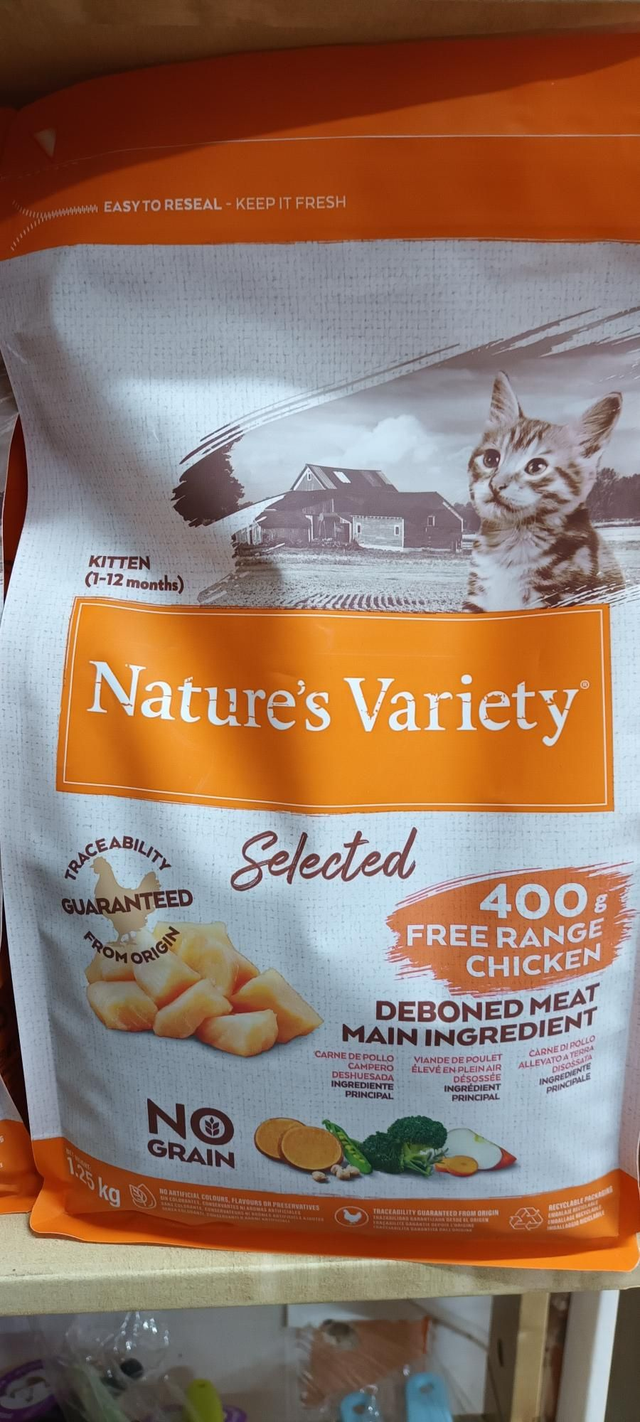 EASY TO RESEAL - KEEP IT FRESH
KITTEN
(1-12 months)
Nature's Variety®
Selected
TRACEABILITY
GUARANTEED
FROM ORIGIN
400g
FREE RANGE
CHICKEN
DEBONED MEAT
MAIN INGREDIENT
CARNE DE POLLO
CAMPERO
DESHUESADA
INGREDIENTE
PRINCIPAL
VIANDE DE POULET
ÉLEVÉ EN PLEIN AIR
DÉSOSSÉE
INGRÉDIENT
PRINCIPAL
CARNE DI POLLO
ALLEVATO A TERRA
DISOSSATA
INGREDIENTE
PRINCIPALE
NO
GRAIN
1.25 kg
NO ARTIFICIAL COLOURS, FLAVOURS OR PRESERVATIVES
TRACEABILITY GUARANTEED FROM ORIGIN
RECYCLABLE PACKAGING